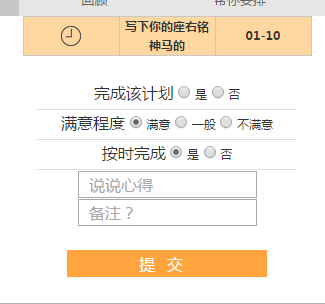 回顾 帮你安排
写下你的座右铭 01-10
神马的
完成该计划 是 否
满意程度 满意 一般 不满意
按时完成 是 否
说说心得
备注？
提 交